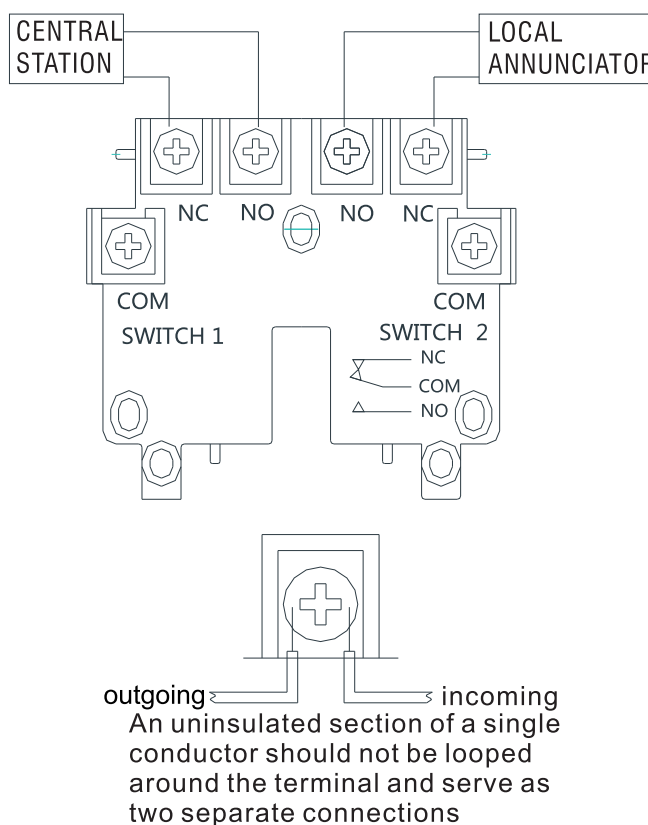 CENTRAL
STATION
LOCAL
ANNUNCIATOR
NC
NO
NO
NC
COM
COM
SWITCH 1
SWITCH 2
NC
COM
NO
outgoing
incoming
An uninsulated section of a single
conductor should not be looped
around the terminal and serve as
two separate connections